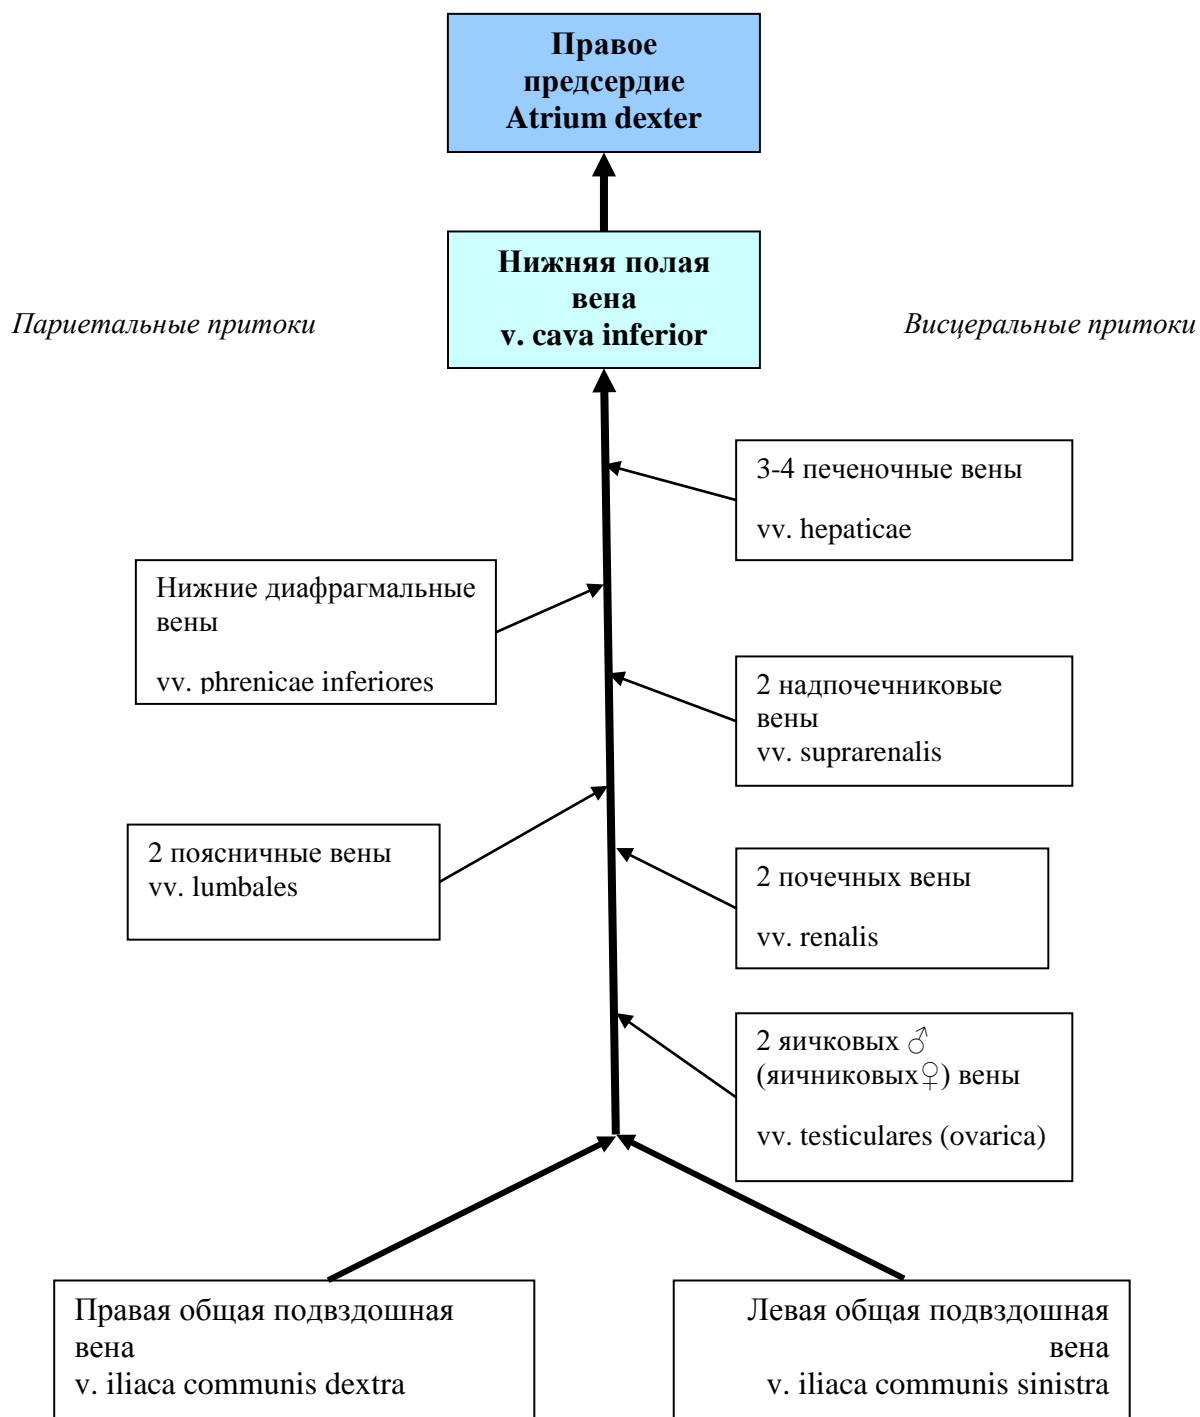 Правое
предсердие
Atrium dexter
Нижняя полая
вена
v. cava inferior
Париетальные притоки
Висцеральные притоки
3-4 печеночные вены
vv. hepaticae
Нижние диафрагмальные
вены
vv. phrenicae inferiores
2 надпочечниковые
вены
vv. suprarenalis
2 поясничные вены
vv. lumbales
2 почечных вены
vv. renalis
2 яичковых ♂
(яичниковых♀) вены
vv. testiculares (ovarica)
Правая общая подвздошная
вена
v. iliaca communis dextra
Левая общая подвздошная
вена
v. iliaca communis sinistra